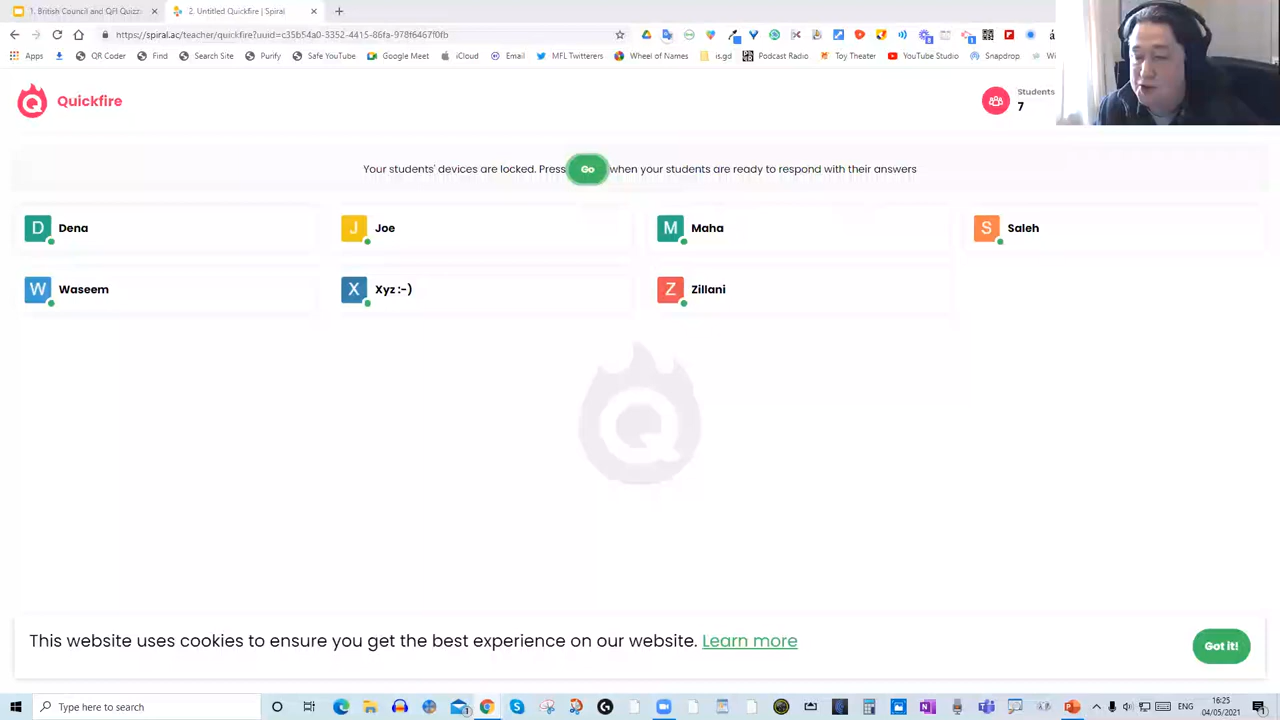 1. British Council and QFI Quizz
2. Untitled Quickfire | Spiral
https://spiral.ac/teacher/quickfire?uuid=c35b54a0-3352-4415-86fa-978f6467f0fb
Apps QR Coder Find Search Scot Purify Safe YouTube Google Meet iCloud Email MFL Twitterers Wheel of Names is.gd Podcast Radio Toy Theater YouTube Studio Snapdrop
Quickfire
Students
7
Your students' devices are locked. Press Go when your students are ready to respond with their answers
D Dena
J Joe
M Maha
S Saleh
W Waseem
X Xyz :-)
Z Zillani
Q
This website uses cookies to ensure you get the best experience on our website. Learn more
Got it!
Type here to search
ENG
16:25
04/05/2021